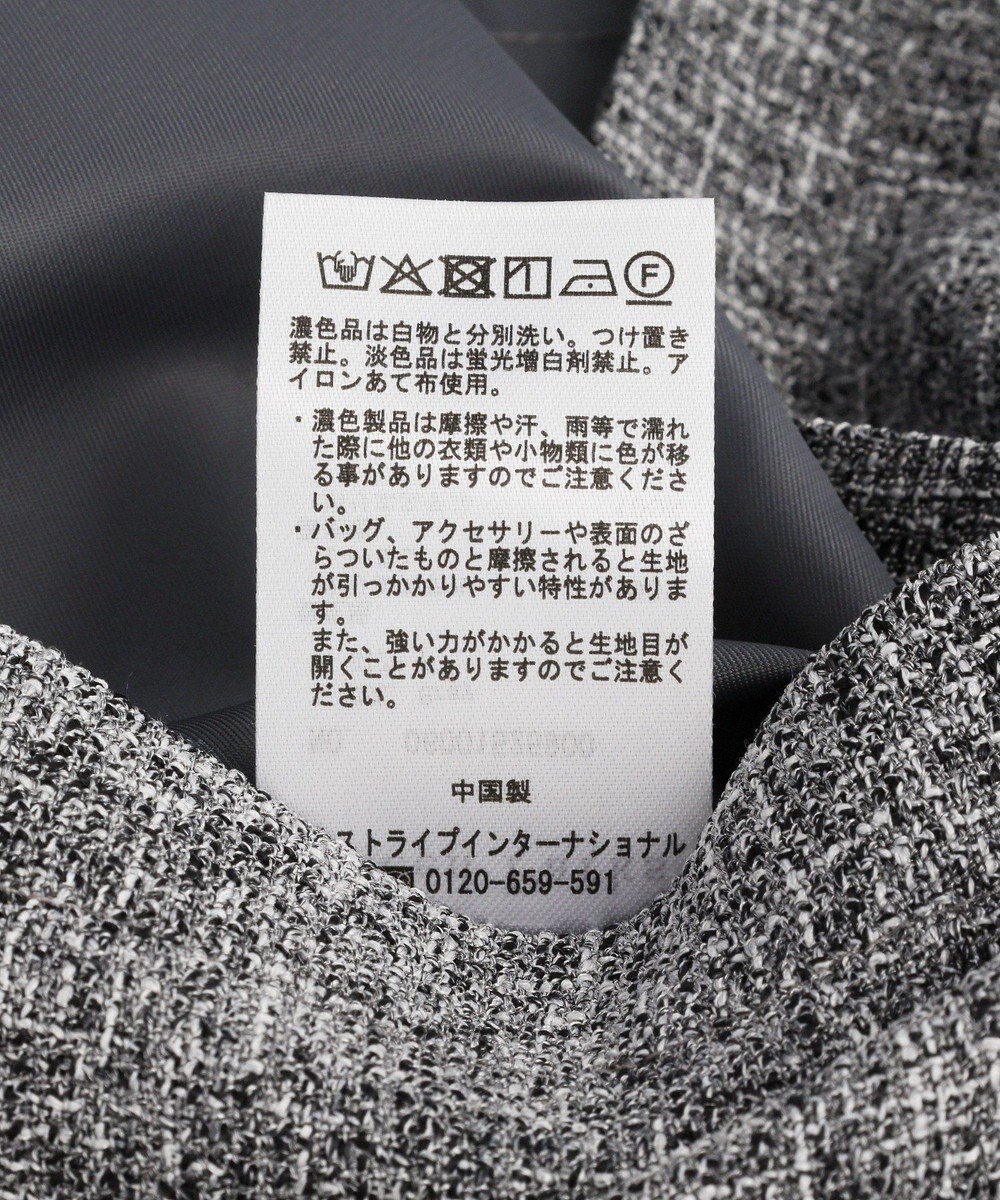 F
濃色品は白物と分別洗い。つけ置き
禁止。淡色品は蛍光増白剤禁止。ア
イロンあて布使用。
・濃色製品は摩擦や汗、雨等で濡れ
た際に他の衣類や小物類に色が移
る事がありますのでご注意くださ
い。
・バッグ、アクセサリーや表面のざ
らついたものと摩擦されると生地
が引っかかりやすい特性がありま
す。
また、強い力がかかると生地目が
開くことがありますのでご注意く
ださい。
中国製
ストライプインターナショナル
0120-659-591